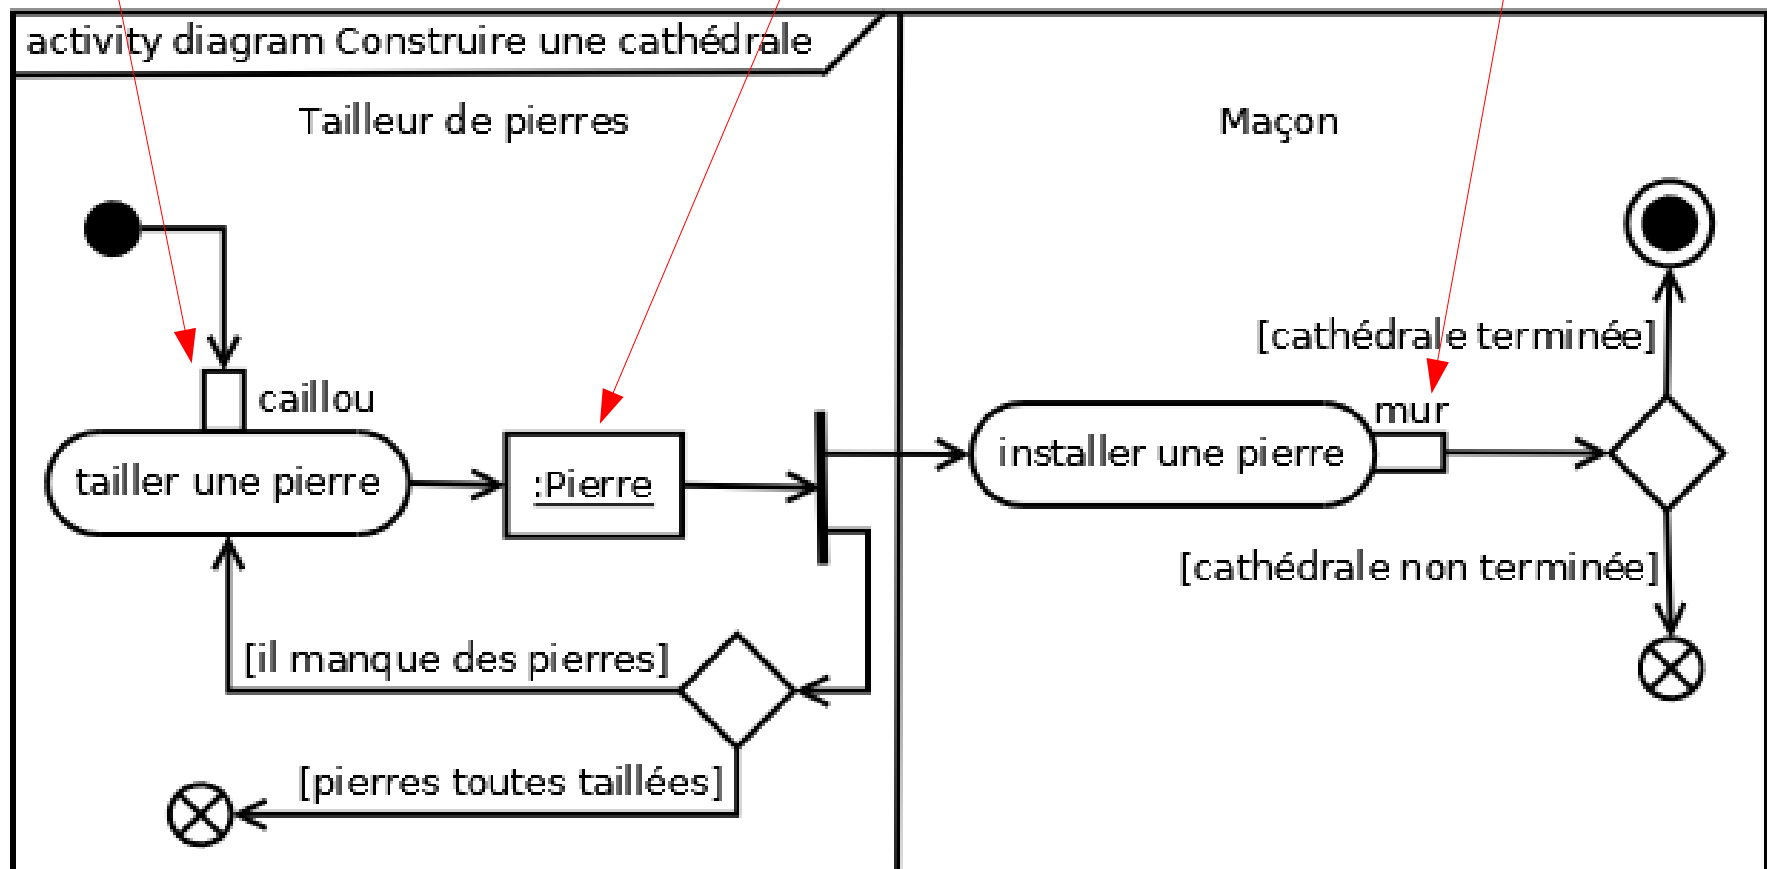 activity diagram Construire une cathédrale
Tailleur de pierres
Maçon
[cathédrale terminée]
caillou
mur
tailler une pierre
:Pierre
installer une pierre
[cathédrale non terminée]
[il manque des pierres]
[pierres toutes taillées]